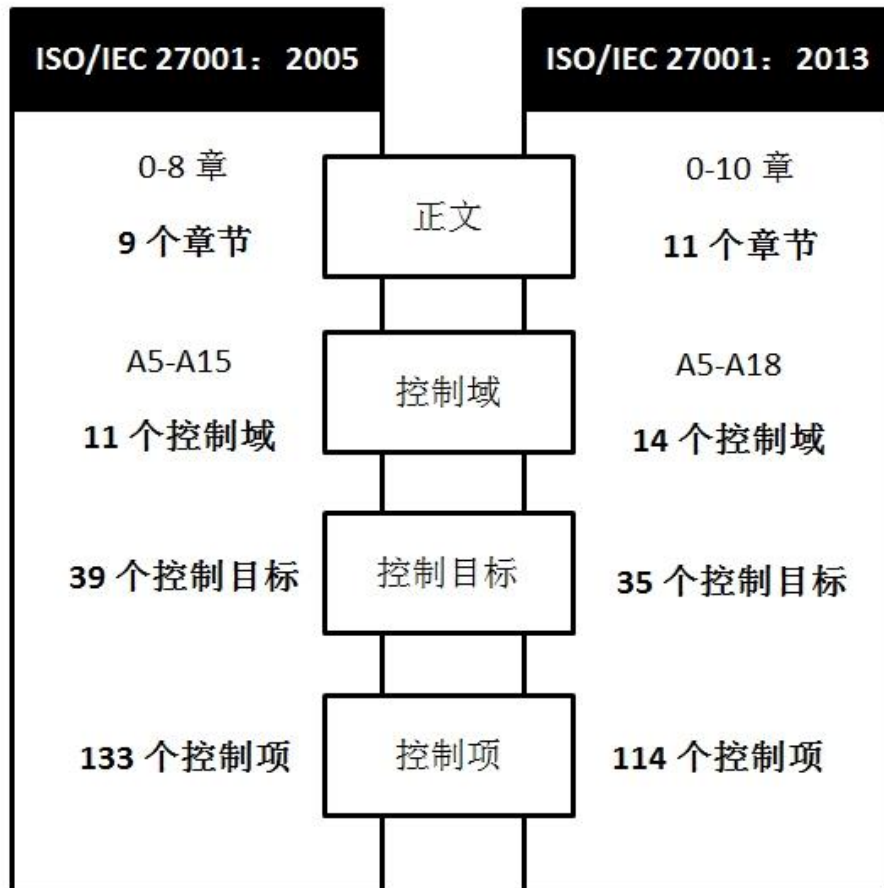 ISO/IEC 27001： 2005
ISO/IEC 27001： 2013
0-8 章
9 个章节
正文
0-10 章
11 个章节
A5-A15
11 个控制域
控制域
A5-A18
14 个控制域
39 个控制目标
控制目标
35 个控制目标
133 个控制项
控制项
114 个控制项